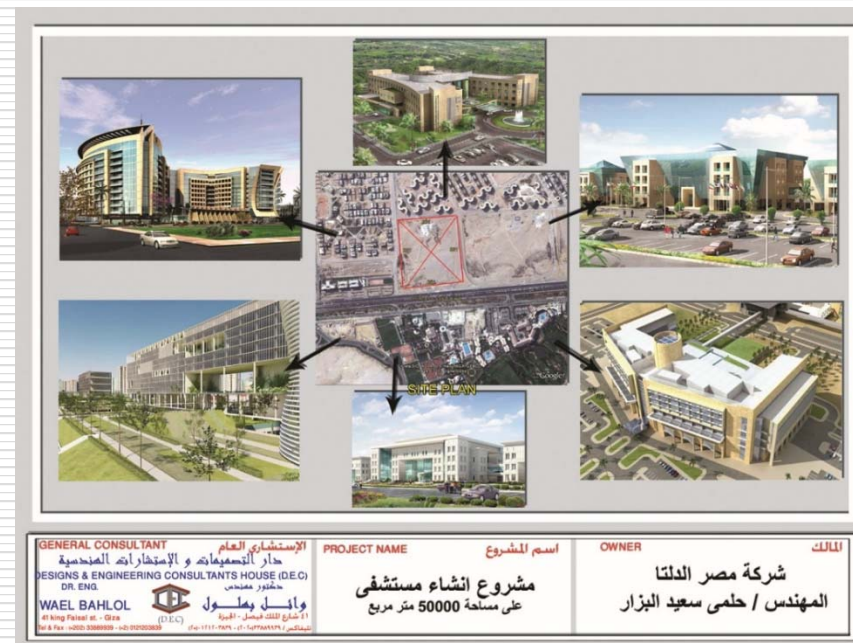 SITE PLAN
Google
GENERAL CONSULTANT الإستشارى العام
دار التصميمات و الإستشارات الهندسية
DESIGNS & ENGINEERING CONSULTANTS HOUSE (D.E.C)
DR. ENG. دكتور مهندس
WAEL BAHLOL وائل بهلول
(D.E.C)
41 king Faisal st. - Giza ٤١ شارع الملك فيصل - الجيزة
PROJECT NAME اسم المشروع
مشروع انشاء مستشفى
على مساحة 50000 متر مربع
OWNER المالك
شركة مصر الدلتا
المهندس / حلمى سعيد البزار